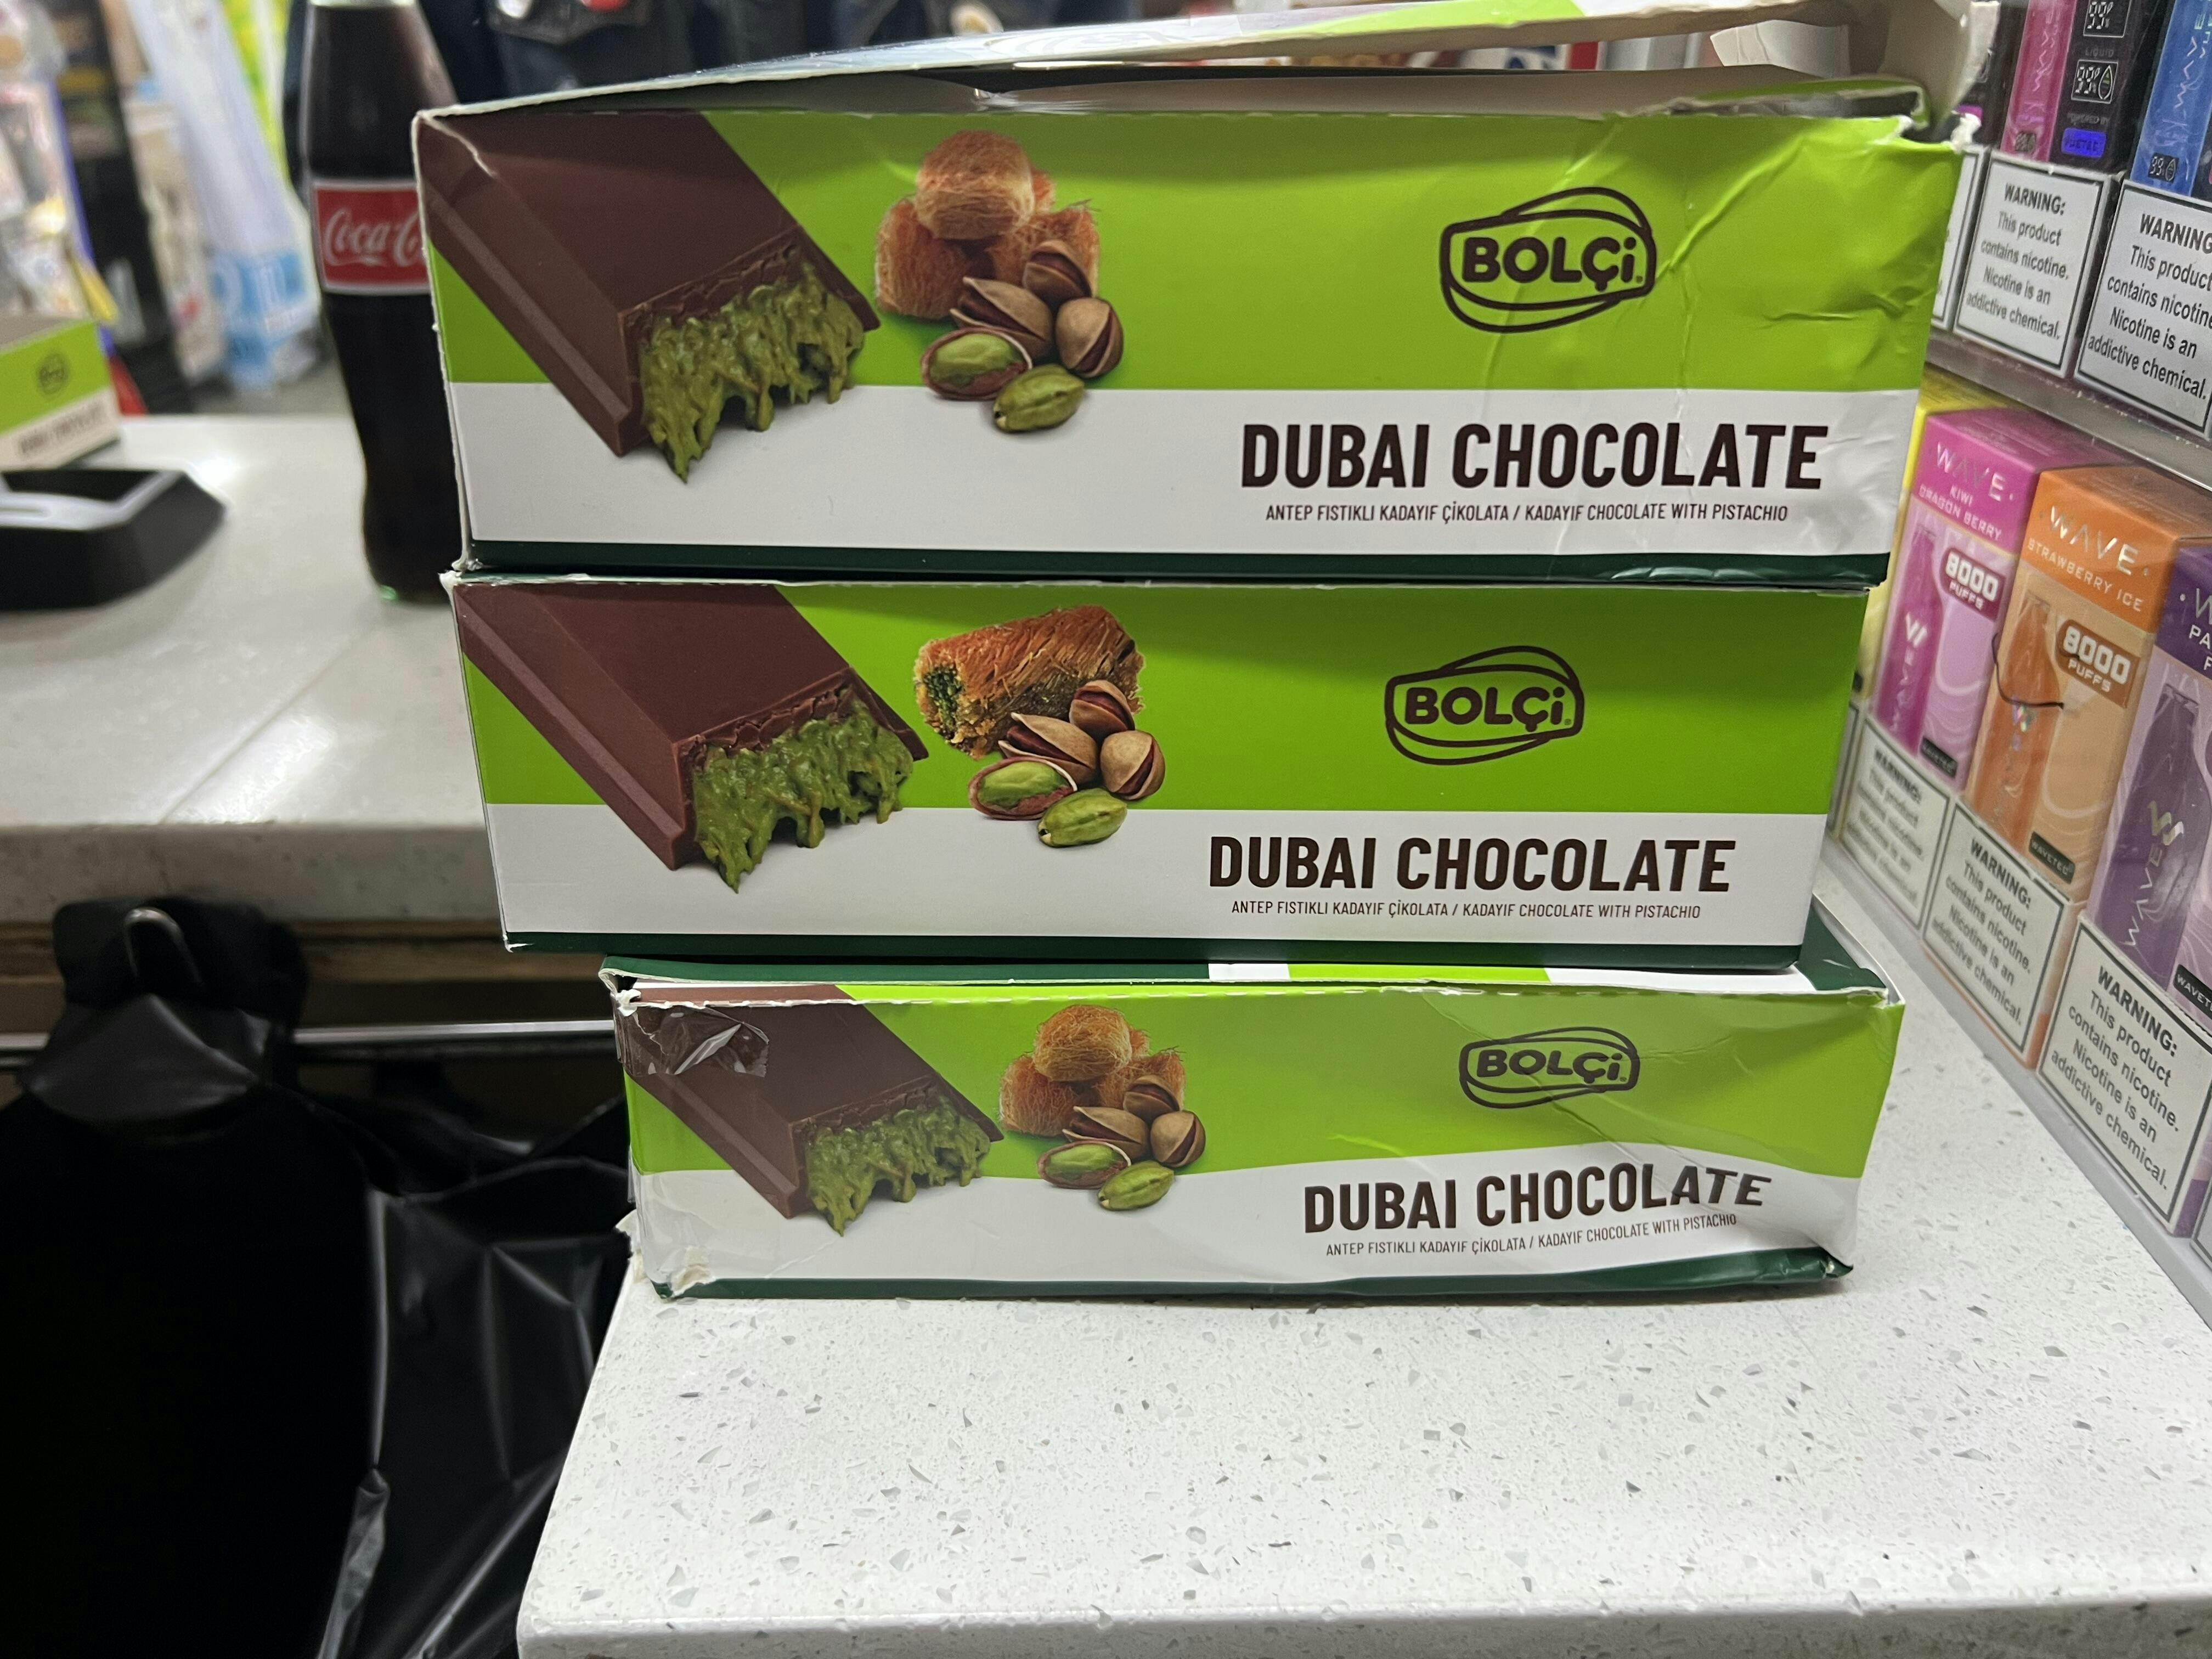 Coca-C
BOLÇi
DUBAI CHOCOLATE
ANTEP FISTIKLI KADAYIF ÇİKOLATA / KADAYIF CHOCOLATE WITH PISTACHIO
BOLÇi
DUBAI CHOCOLATE
ANTEP FISTIKLI KADAYIF ÇİKOLATA / KADAYIF CHOCOLATE WITH PISTACHIO
BOLÇi
DUBAI CHOCOLATE
ANTEP FISTIKLI KADAYIF ÇİKOLATA / KADAYIF CHOCOLATE WITH PISTACHIO
WARNING:
This product
contains nicotine.
Nicotine is an
addictive chemical.
WARNING
This product
contains nicotine
Nicotine is an
addictive chemical.
WAVE
KIWI
DRAGON BERRY
8000
PUFFS
WAVE
STRAWBERRY ICE
8000
PUFFS
WAVE
WARNING:
This product
contains nicotine.
Nicotine is an
addictive chemical.
WARNING:
This product
contains nicotine.
Nicotine is an
addictive chemical.